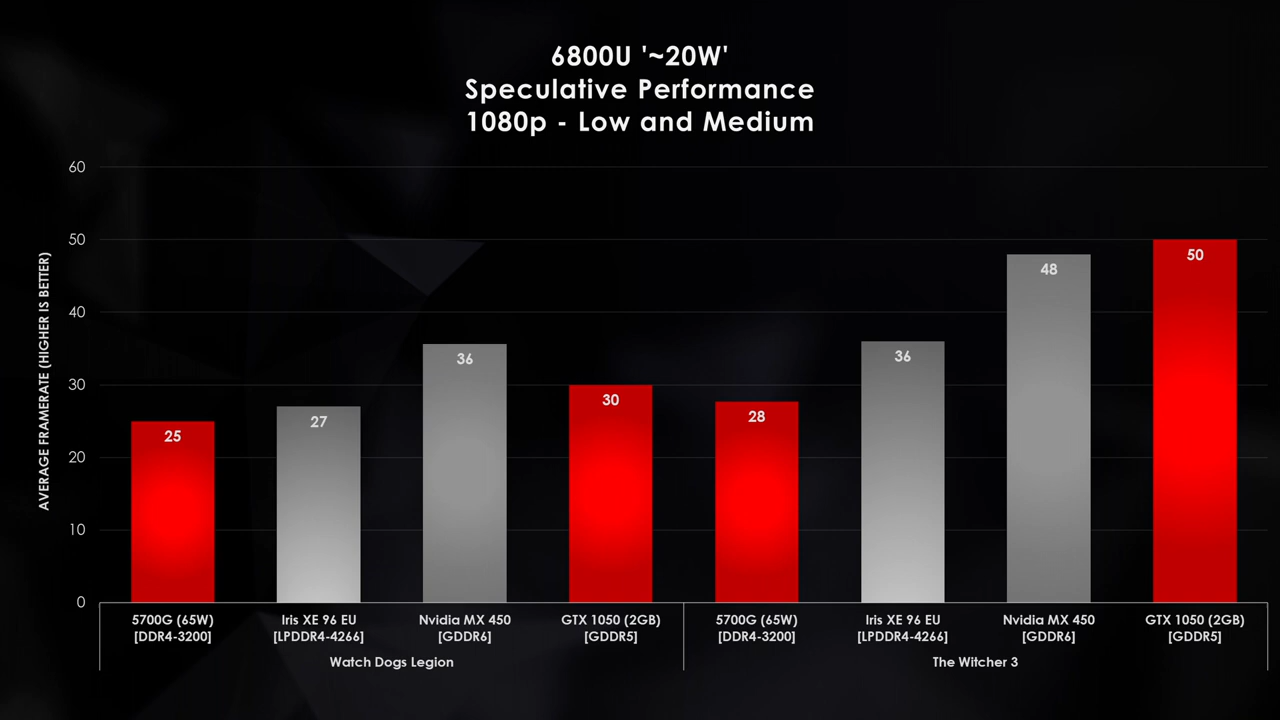 6800U '~20W'
Speculative Performance
1080p - Low and Medium
AVERAGE FRAMERATE (HIGHER IS BETTER)
60
50
40
30
20
10
0
25
27
36
30
28
36
48
50
5700G (65W)
[DDR4-3200]
Iris XE 96 EU
[LPDDR4-4266]
Nvidia MX 450
[GDDR6]
GTX 1050 (2GB)
[GDDR5]
5700G (65W)
[DDR4-3200]
Iris XE 96 EU
[LPDDR4-4266]
Nvidia MX 450
[GDDR6]
GTX 1050 (2GB)
[GDDR5]
Watch Dogs Legion
The Witcher 3